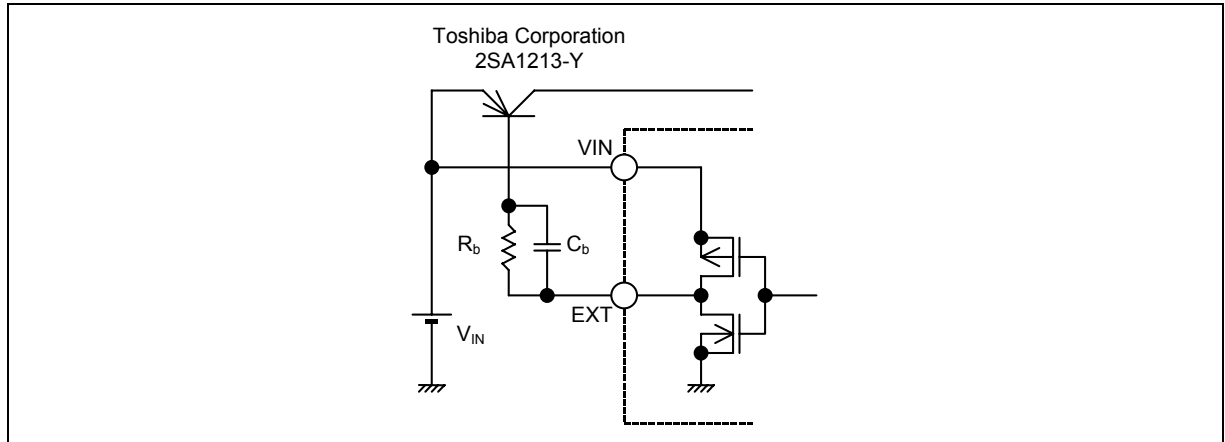 Toshiba Corporation
2SA1213-Y
VIN
Rb
Cb
EXT
VIN